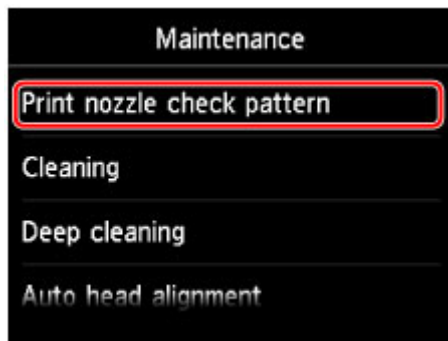 Maintenance
Print nozzle check pattern
Cleaning
Deep cleaning
Auto head alignment